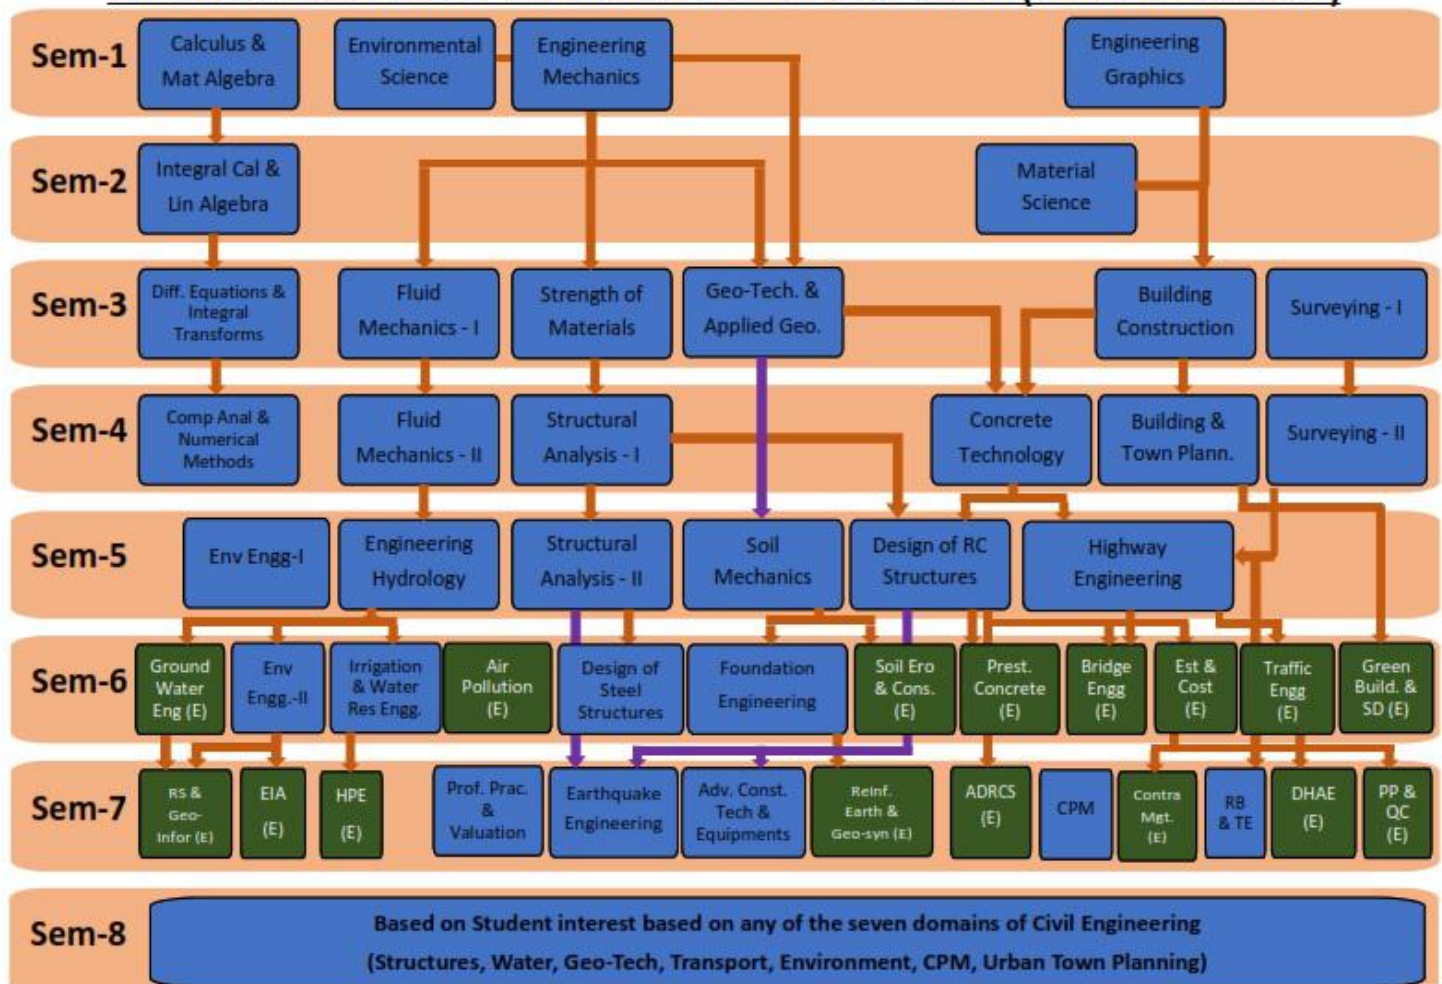 Sem-1
Calculus &
Mat Algebra
Environmental
Science
Engineering
Mechanics
Engineering
Graphics
Sem-2
Integral Cal &
Lin Algebra
Material
Science
Sem-3
Diff. Equations &
Integral
Transforms
Fluid
Mechanics - I
Strength of
Materials
Geo-Tech. &
Applied Geo.
Building
Construction
Surveying - I
Sem-4
Comp Anal &
Numerical
Methods
Fluid
Mechanics - II
Structural
Analysis - I
Concrete
Technology
Building &
Town Plann.
Surveying - II
Sem-5
Env Engg-I
Engineering
Hydrology
Structural
Analysis - II
Soil
Mechanics
Design of RC
Structures
Highway
Engineering
Sem-6
Ground
Water
Eng (E)
Env
Engg.-II
Irrigation
& Water
Res Engg.
Air
Pollution
(E)
Design of
Steel
Structures
Foundation
Engineering
Soil Ero
& Cons.
(E)
Prest.
Concrete
(E)
Bridge
Engg
(E)
Est &
Cost
(E)
Traffic
Engg
(E)
Green
Build. &
SD (E)
Sem-7
RS &
Geo-
Infor (E)
EIA
(E)
HPE
(E)
Prof. Prac.
&
Valuation
Earthquake
Engineering
Adv. Const.
Tech &
Equipments
Reinf.
Earth &
Geo-syn (E)
ADRCS
(E)
CPM
Contra
Mgt.
(E)
RB
& TE
DHAE
(E)
PP &
QC
(E)
Sem-8
Based on Student interest based on any of the seven domains of Civil Engineering
(Structures, Water, Geo-Tech, Transport, Environment, CPM, Urban Town Planning)